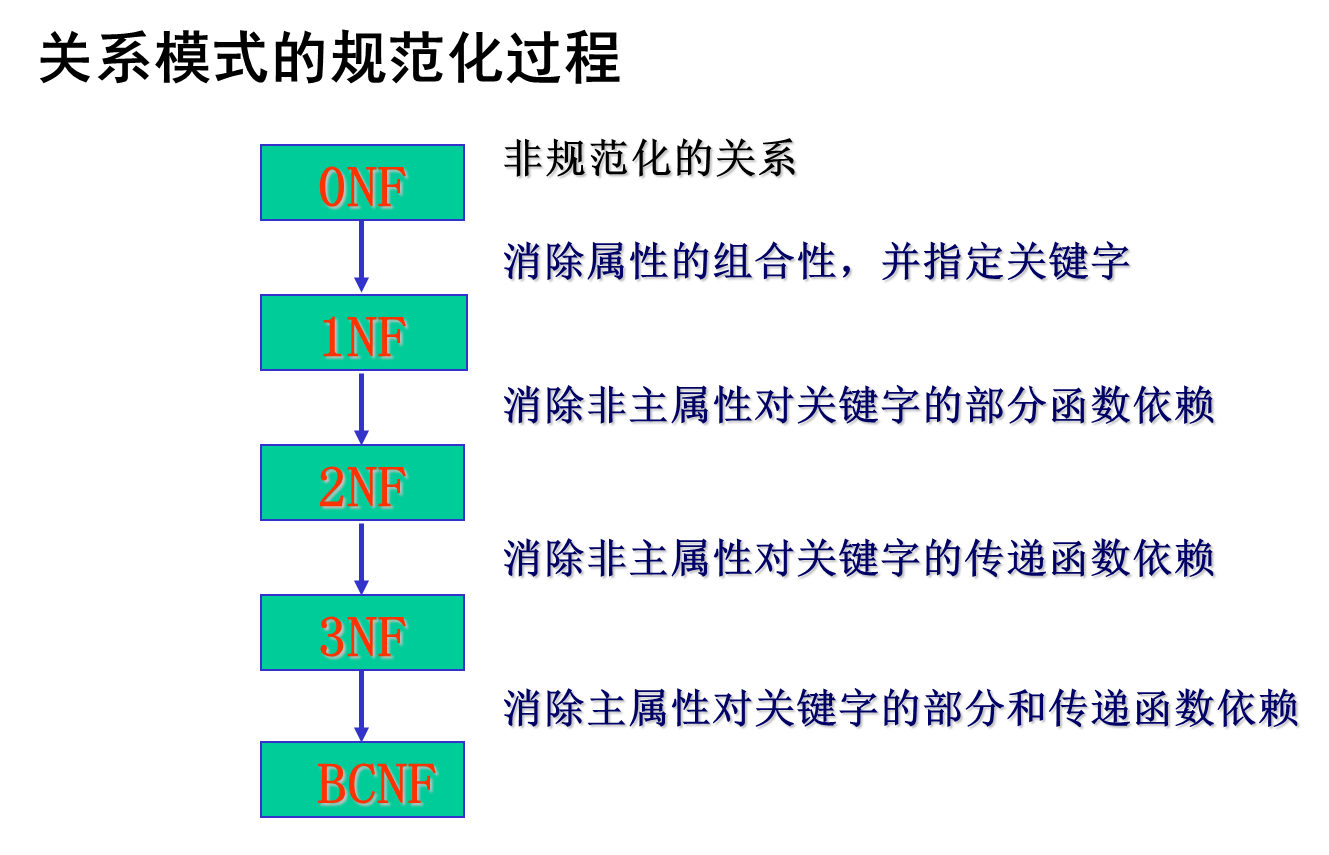 关系模式的规范化过程
0NF
非规范化的关系
消除属性的组合性，并指定关键字
1NF
消除非主属性对关键字的部分函数依赖
2NF
消除非主属性对关键字的传递函数依赖
3NF
消除主属性对关键字的部分和传递函数依赖
BCNF